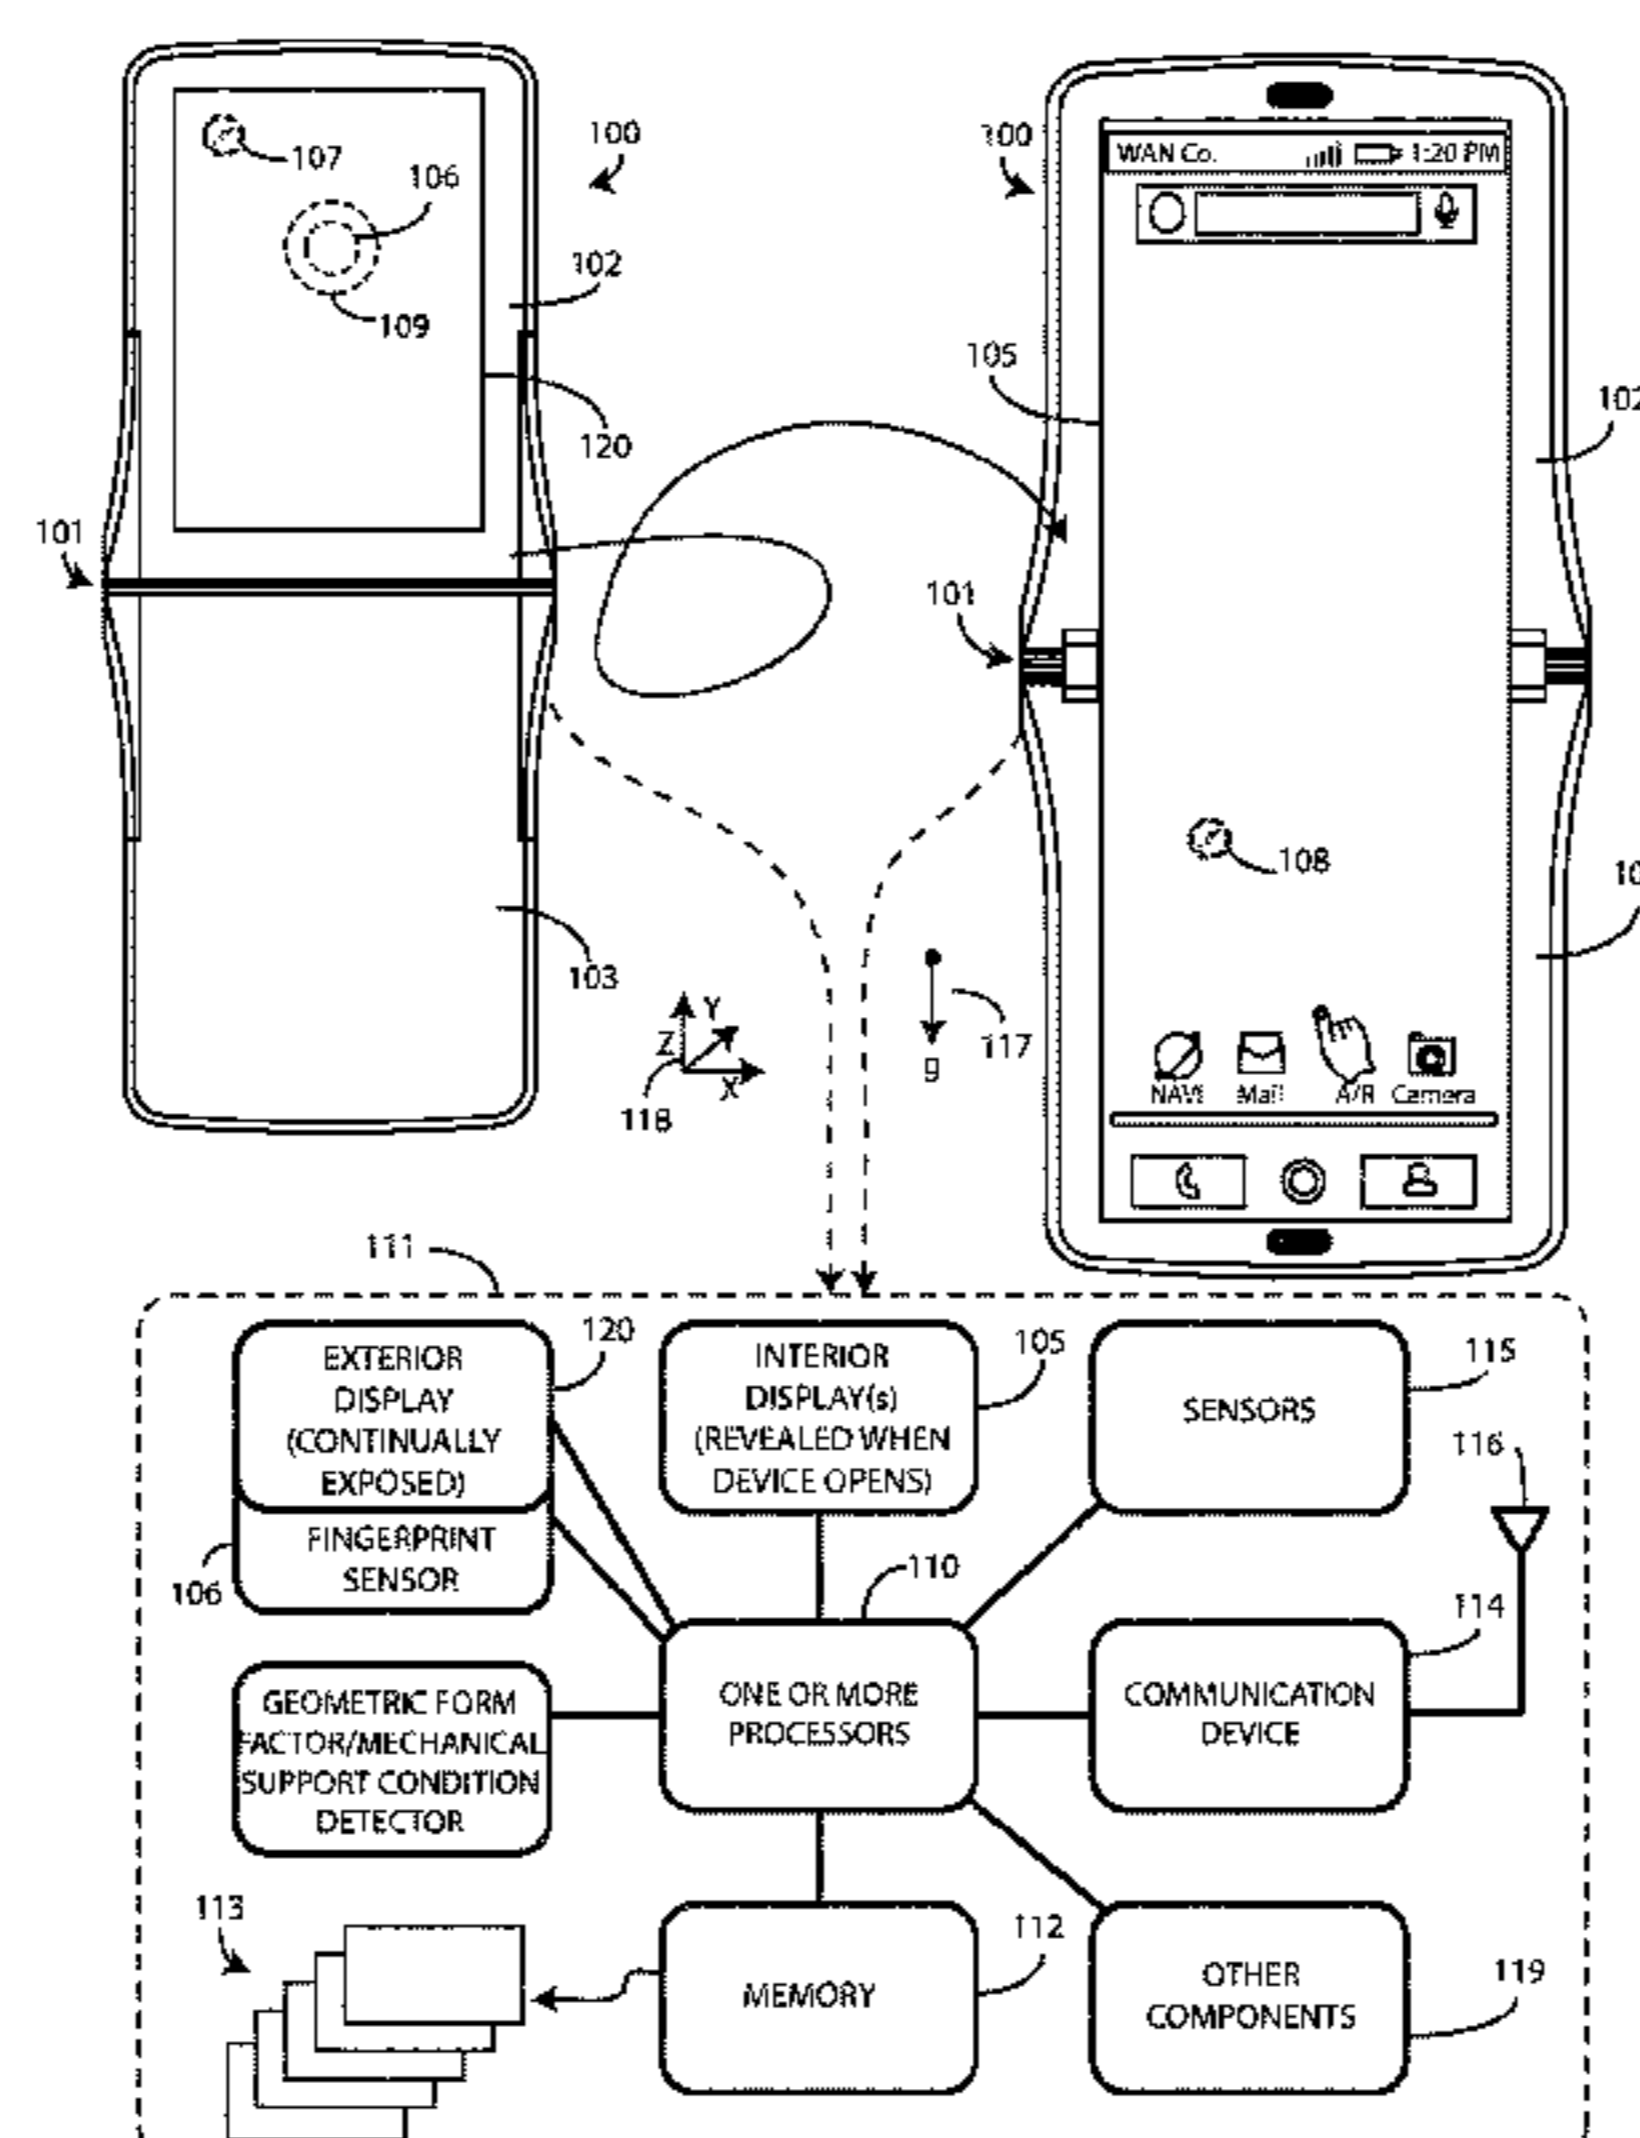 107
106
100
102
109
120
101
103
Z
Y
X
118
100
WAN Co.
1:20 PM
105
102
101
108
117
g
NAVI
Mail
A/R
Camera
111
EXTERIOR
DISPLAY
(CONTINUALLY
EXPOSED)
120
FINGERPRINT
SENSOR
106
INTERIOR
DISPLAY(s)
(REVEALED WHEN
DEVICE OPENS)
105
SENSORS
115
116
110
GEOMETRIC FORM
FACTOR/MECHANICAL
SUPPORT CONDITION
DETECTOR
ONE OR MORE
PROCESSORS
COMMUNICATION
DEVICE
114
113
MEMORY
112
OTHER
COMPONENTS
119